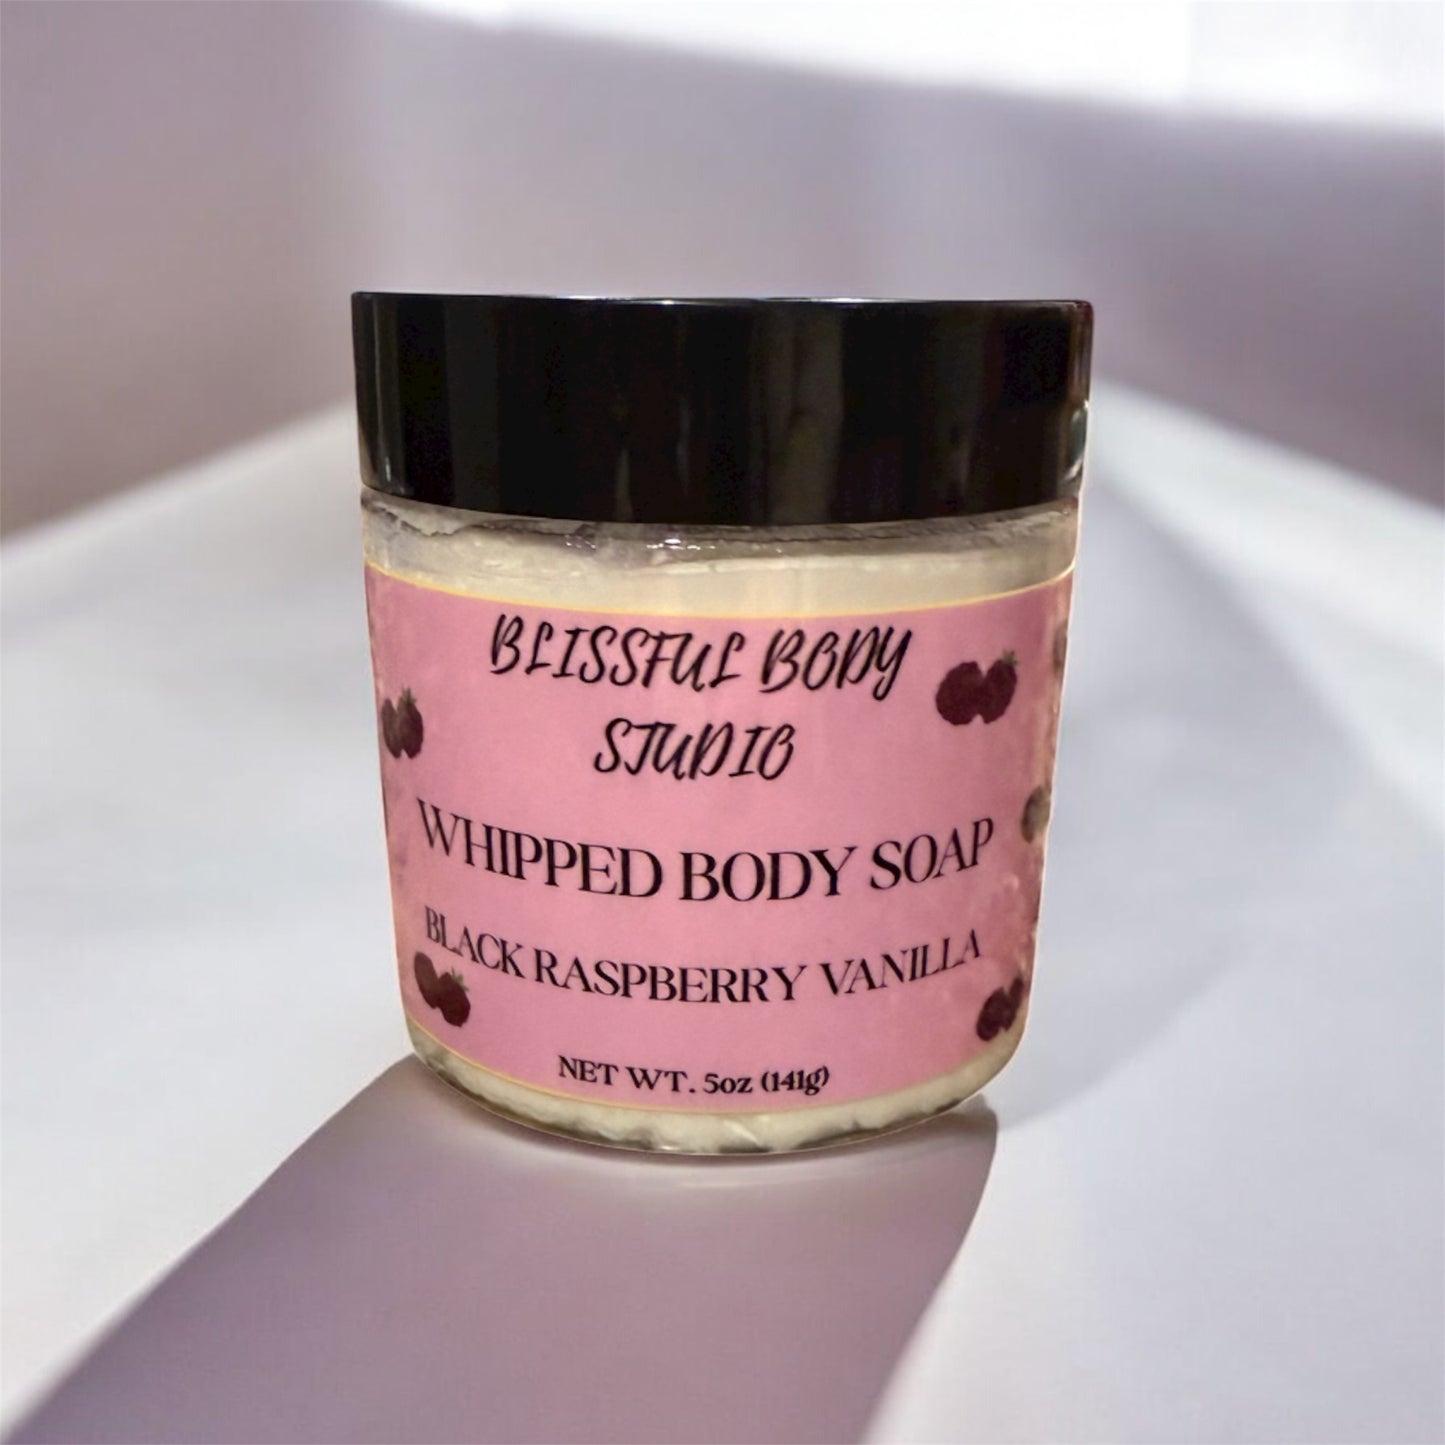 BLISSFUL BODY
STUDIO
WHIPPED BODY SOAP
BLACK RASPBERRY VANILLA
NET WT. 5oz (141g)